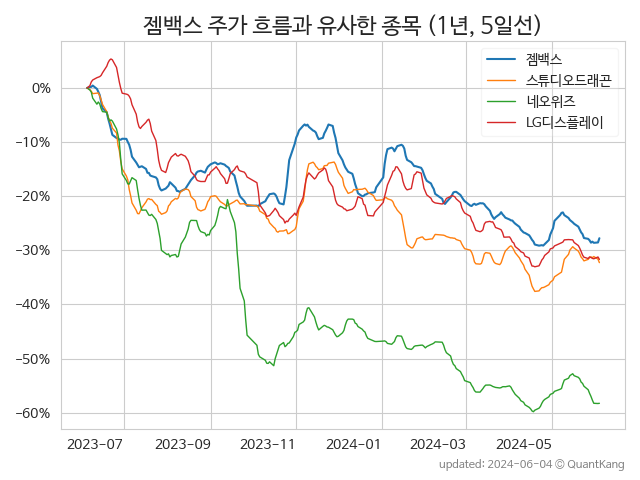 젬백스 주가 흐름과 유사한 종목 (1년, 5일선)
젬백스
스튜디오드래곤
네오위즈
LG디스플레이
0%
−10%
−20%
−30%
−40%
−50%
−60%
2023-07 2023-09 2023-11 2024-01 2024-03 2024-05
updated: 2024-06-04 © QuantKang